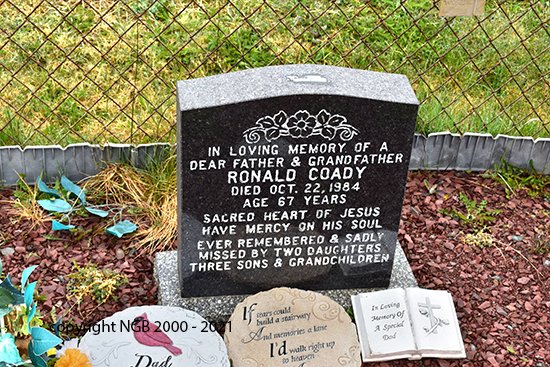 IN LOVING MEMORY OF A
DEAR FATHER & GRANDFATHER
RONALD COADY
DIED OCT. 22, 1984
AGE 67 YEARS
SACRED HEART OF JESUS
HAVE MERCY ON HIS SOUL
EVER REMEMBERED & SADLY
MISSED BY TWO DAUGHTERS
THREE SONS & GRANDCHILDREN
In Loving
Memory Of
A Special
Dad
If tears could
build a stairway
And memories a lane
I'd walk right up
to heaven
Dad
copyright NGB 2000 - 2021